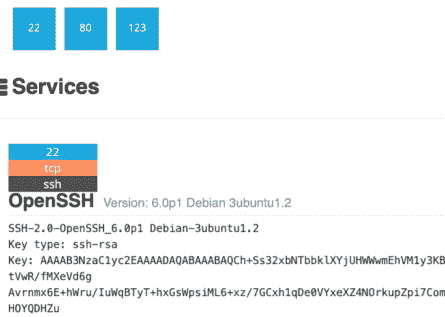 22 80 123
Services
22
tcp
ssh
OpenSSH Version: 6.0p1 Debian 3ubuntu1.2
SSH-2.0-OpenSSH_6.0p1 Debian-3ubuntu1.2
Key type: ssh-rsa
Key: AAAAB3NzaC1yc2EAAAADAQABAAABAQCh+Ss32xbNTbbklXYjUHWWwmEhVM1y3KB
tVwR/fMXeVd6g
Avrnmx6E+hWru/IuWqBTyT+hxGsWpsiML6+xz/7GCxh1qDe0VYxeXZ4NOrkupZpi7Com
HOYQDHZu